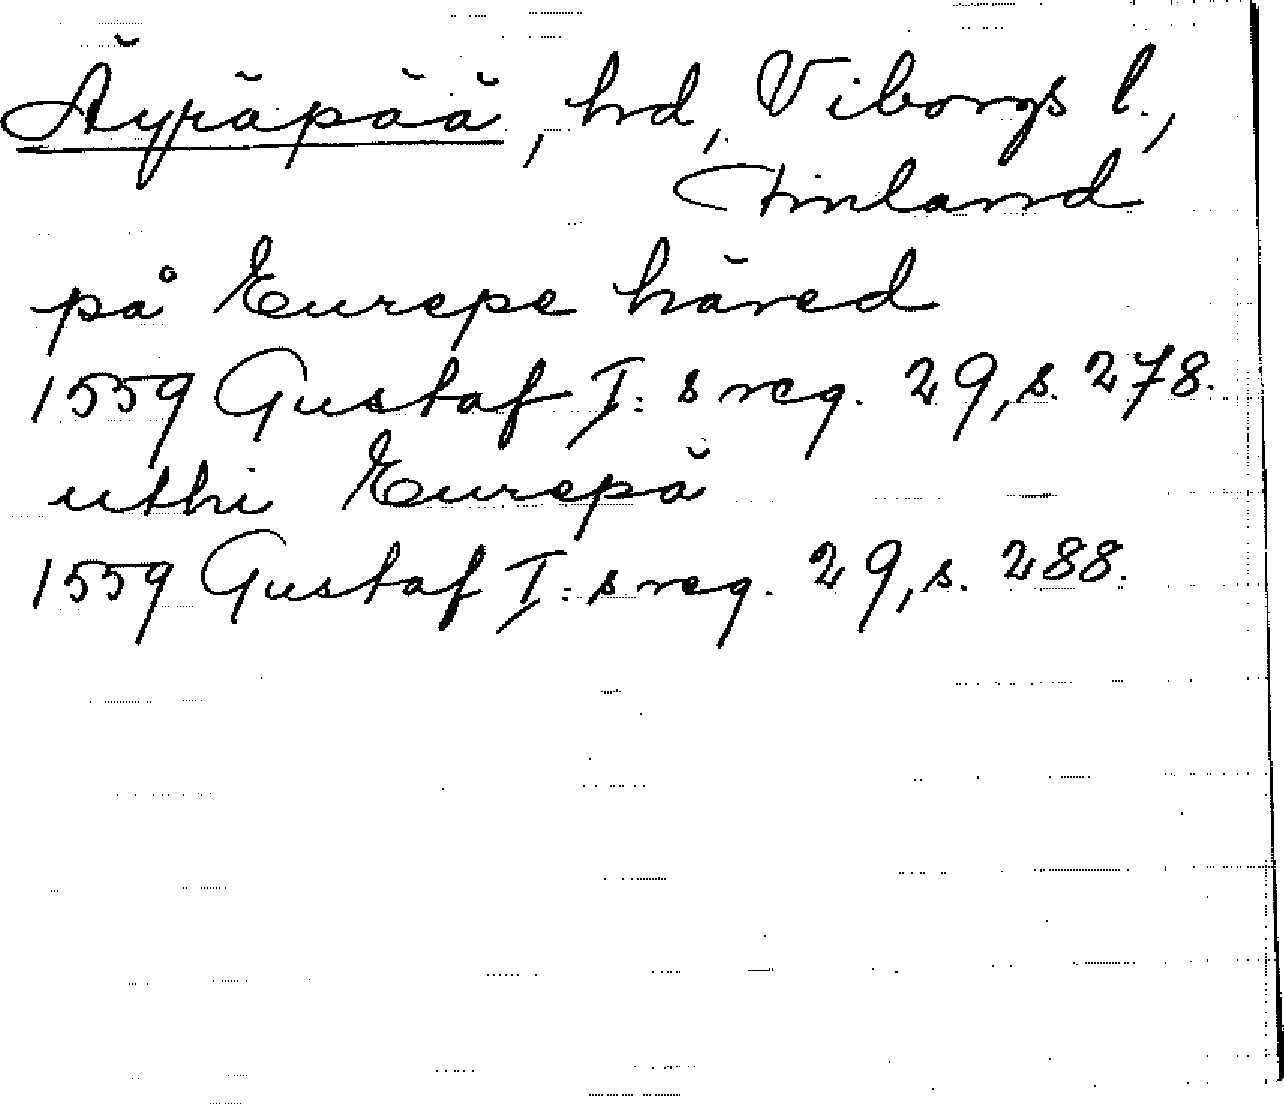 Äyräpää, hd, Viborgs l.,
Finland
på Eurepe häred
1559 Gustaf I:s reg. 29, s. 278.
uthi Eurepä
1559 Gustaf I:s reg. 29, s. 288.